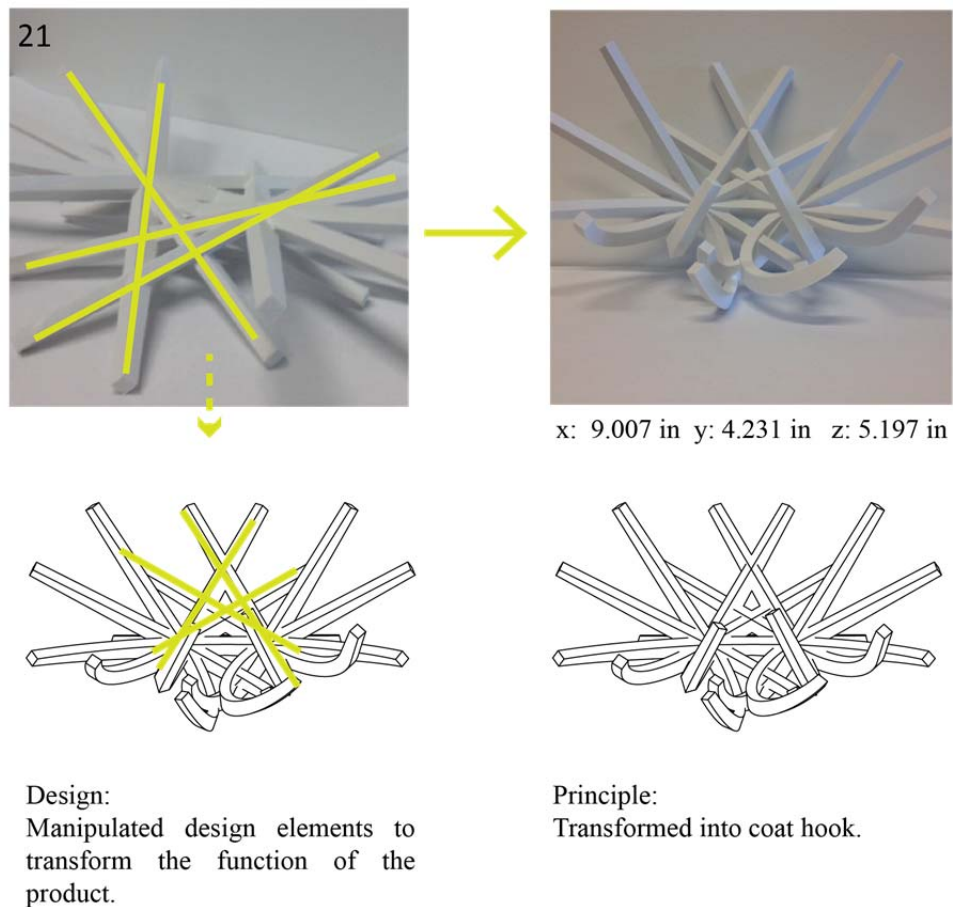 21
x: 9.007 in y: 4.231 in z: 5.197 in
Design:
Manipulated design elements to
transform the function of the
product.
Principle:
Transformed into coat hook.